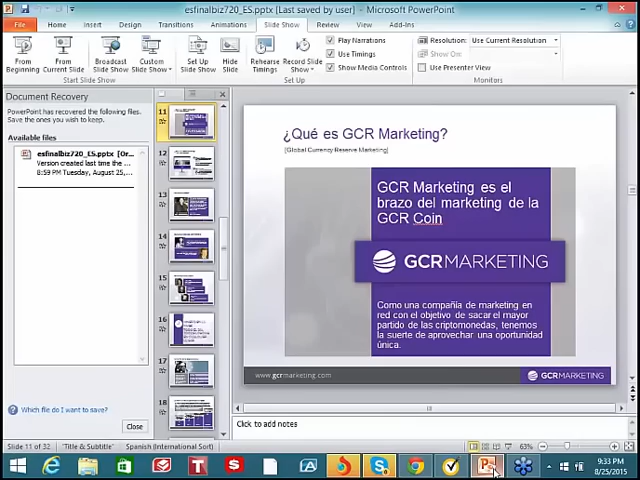 esfinalbiz720_ES.pptx [Last saved by user] - Microsoft PowerPoint
File Home Insert Design Transitions Animations Slide Show Review View Add-Ins
From Beginning
From Current Slide
Broadcast Slide Show
Custom Slide Show
Start Slide Show
Set Up Slide Show
Hide Slide
Rehearse Timings
Record Slide Show
Play Narrations
Use Timings
Show Media Controls
Set Up
Resolution: Use Current Resolution
Show On:
Use Presenter View
Monitors
Document Recovery
PowerPoint has recovered the following files.
Save the ones you wish to keep.
Available files
esfinalbiz720_ES.pptx [Or...
Version created last time the ...
8:59 PM Tuesday, August 25,...
Which file do I want to save?
Close
11
12
13
14
15
16
17
18
¿Qué es GCR Marketing?
[Global Currency Reserve Marketing]
GCR Marketing es el
brazo del marketing de la
GCR Coin
GCRMARKETING
Como una compañía de marketing en
red con el objetivo de sacar el mayor
partido de las criptomonedas, tenemos
la suerte de aprovechar una oportunidad
única.
www.gcrmarketing.com
GCRMARKETING
Click to add notes
Slide 11 of 32 "Title & Subtitle" Spanish (International Sort) 63%
9:33 PM
8/25/2015